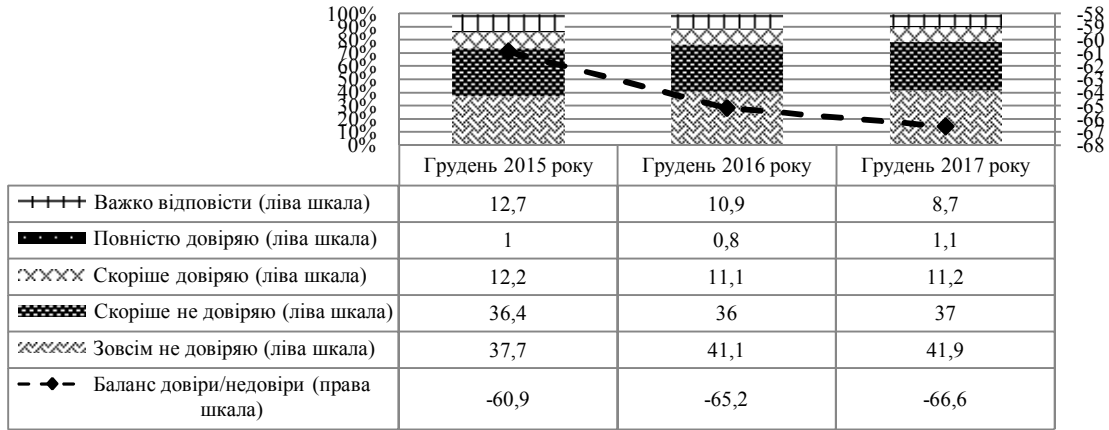 100%
90%
80%
70%
60%
50%
40%
30%
20%
10%
0%
-58
-59
-60
-61
-62
-63
-64
-65
-66
-67
-68
Грудень 2015 року Грудень 2016 року Грудень 2017 року
Важко відповісти (ліва шкала) 12,7 10,9 8,7
Повністю довіряю (ліва шкала) 1 0,8 1,1
Скоріше довіряю (ліва шкала) 12,2 11,1 11,2
Скоріше не довіряю (ліва шкала) 36,4 36 37
Зовсім не довіряю (ліва шкала) 37,7 41,1 41,9
Баланс довіри/недовіри (права
шкала) -60,9 -65,2 -66,6